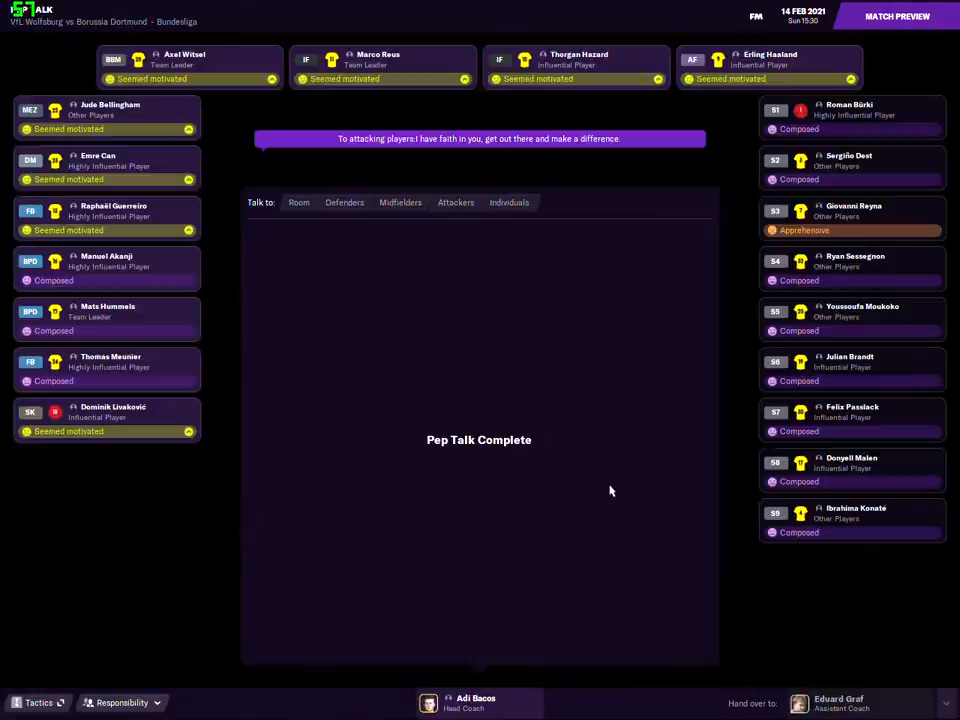 57
ALK
VfL Wolfsburg vs Borussia Dortmund - Bundesliga
FM
14 FEB 2021
Sun 15:30
MATCH PREVIEW
BBM
Axel Witsel
Team Leader
Seemed motivated
IF
Marco Reus
Team Leader
Seemed motivated
IF
Thorgan Hazard
Influential Player
Seemed motivated
AF
Erling Haaland
Influential Player
Seemed motivated
MEZ
Jude Bellingham
Other Players
Seemed motivated
DM
Emre Can
Highly Influential Player
Seemed motivated
FB
Raphaël Guerreiro
Highly Influential Player
Seemed motivated
BPD
Manuel Akanji
Highly Influential Player
Composed
BPD
Mats Hummels
Team Leader
Composed
FB
Thomas Meunier
Highly Influential Player
Composed
SK
Dominik Livaković
Influential Player
Seemed motivated
To attacking players:I have faith in you, get out there and make a difference.
Talk to: Room Defenders Midfielders Attackers Individuals
Pep Talk Complete
S1
Roman Bürki
Highly Influential Player
Composed
S2
Sergiño Dest
Influential Player
Composed
S3
Giovanni Reyna
Other Players
Apprehensive
S4
Ryan Sessegnon
Other Players
Composed
S5
Youssoufa Moukoko
Other Players
Composed
S6
Julian Brandt
Influential Player
Composed
S7
Felix Passlack
Influential Player
Composed
S8
Donyell Malen
Influential Player
Composed
S9
Ibrahima Konaté
Other Players
Composed
Tactics
Responsibility
Adi Bacos
Head Coach
Hand over to:
Eduard Graf
Assistant Coach